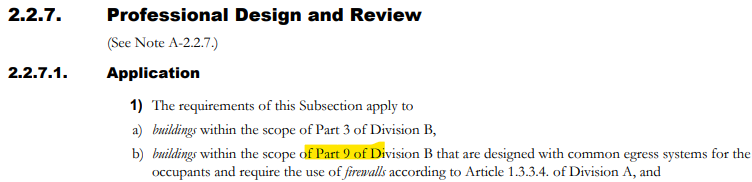 2.2.7. Professional Design and Review
(See Note A-2.2.7.)
2.2.7.1. Application
1) The requirements of this Subsection apply to
a) buildings within the scope of Part 3 of Division B,
b) buildings within the scope of Part 9 of Division B that are designed with common egress systems for the
occupants and require the use of firewalls according to Article 1.3.3.4. of Division A, and